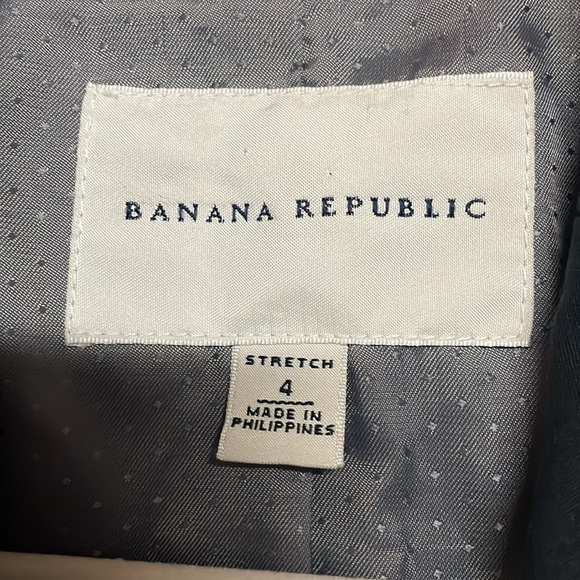 BANANA REPUBLIC
STRETCH
4
MADE IN
PHILIPPINES